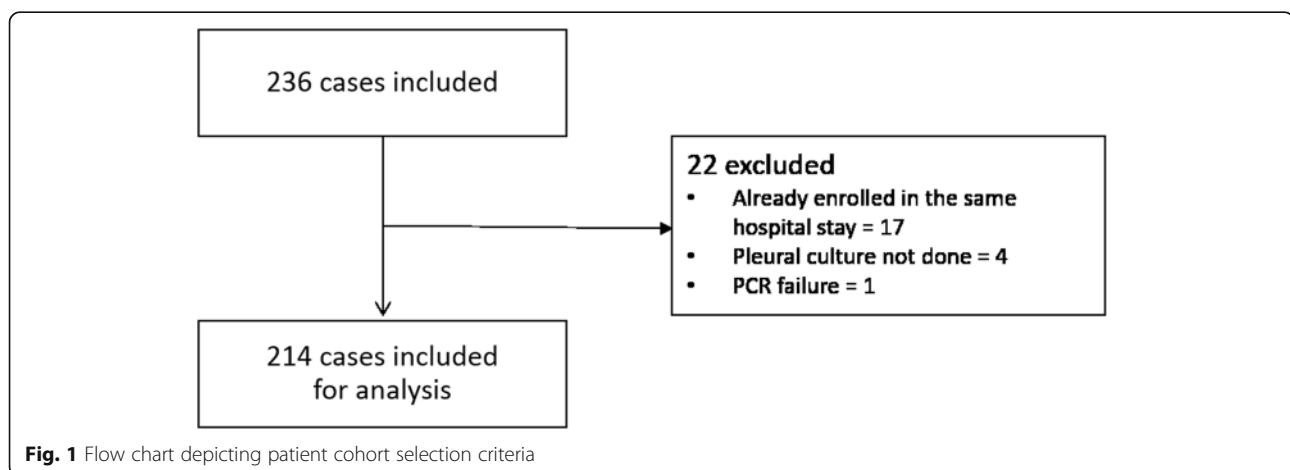 236 cases included
22 excluded
• Already enrolled in the same
hospital stay = 17
• Pleural culture not done = 4
• PCR failure = 1
214 cases included
for analysis
Fig. 1 Flow chart depicting patient cohort selection criteria